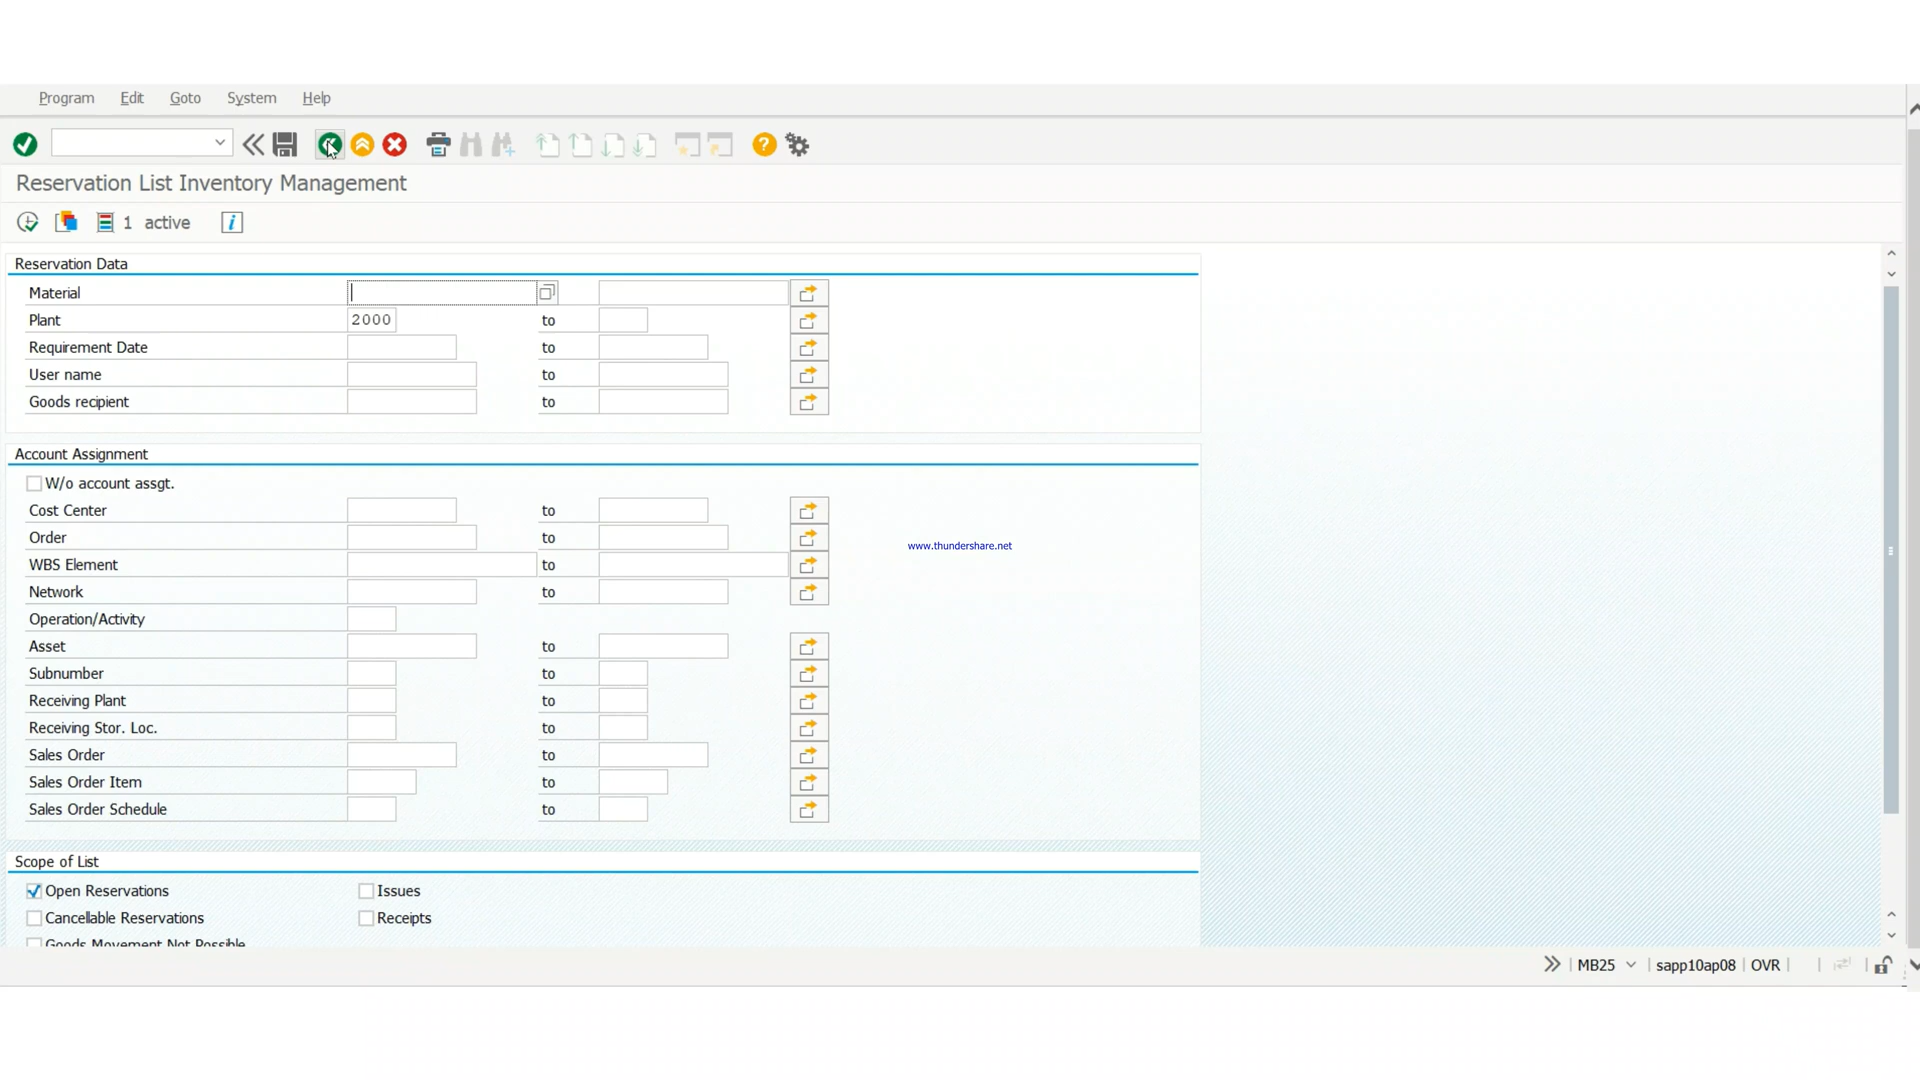 Program Edit Goto System Help
Reservation List Inventory Management
1 active
Reservation Data
Material
Plant 2000 to
Requirement Date to
User name to
Goods recipient to
Account Assignment
W/o account assgt.
Cost Center to
Order to
WBS Element to
Network to
Operation/Activity
Asset to
Subnumber to
Receiving Plant to
Receiving Stor. Loc. to
Sales Order to
Sales Order Item to
Sales Order Schedule to
www.thundershare.net
Scope of List
Open Reservations Issues
Cancellable Reservations Receipts
Goods Movement Not Possible
MB25 sapp10ap08 OVR